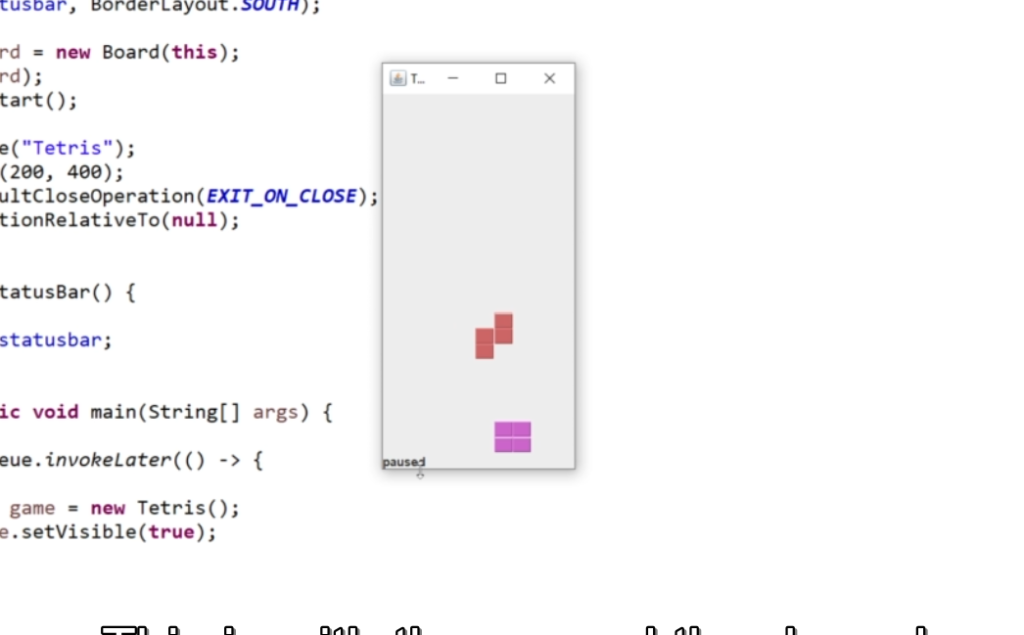 tusbar, BorderLayout.SOUTH);
rd = new Board(this);
rd);
tart();
e("Tetris");
(200, 400);
ultCloseOperation(EXIT_ON_CLOSE);
tionRelativeTo(null);
tatusBar() {
statusbar;
ic void main(String[] args) {
eue.invokeLater(() -> {
game = new Tetris();
e.setVisible(true);
T...
paused